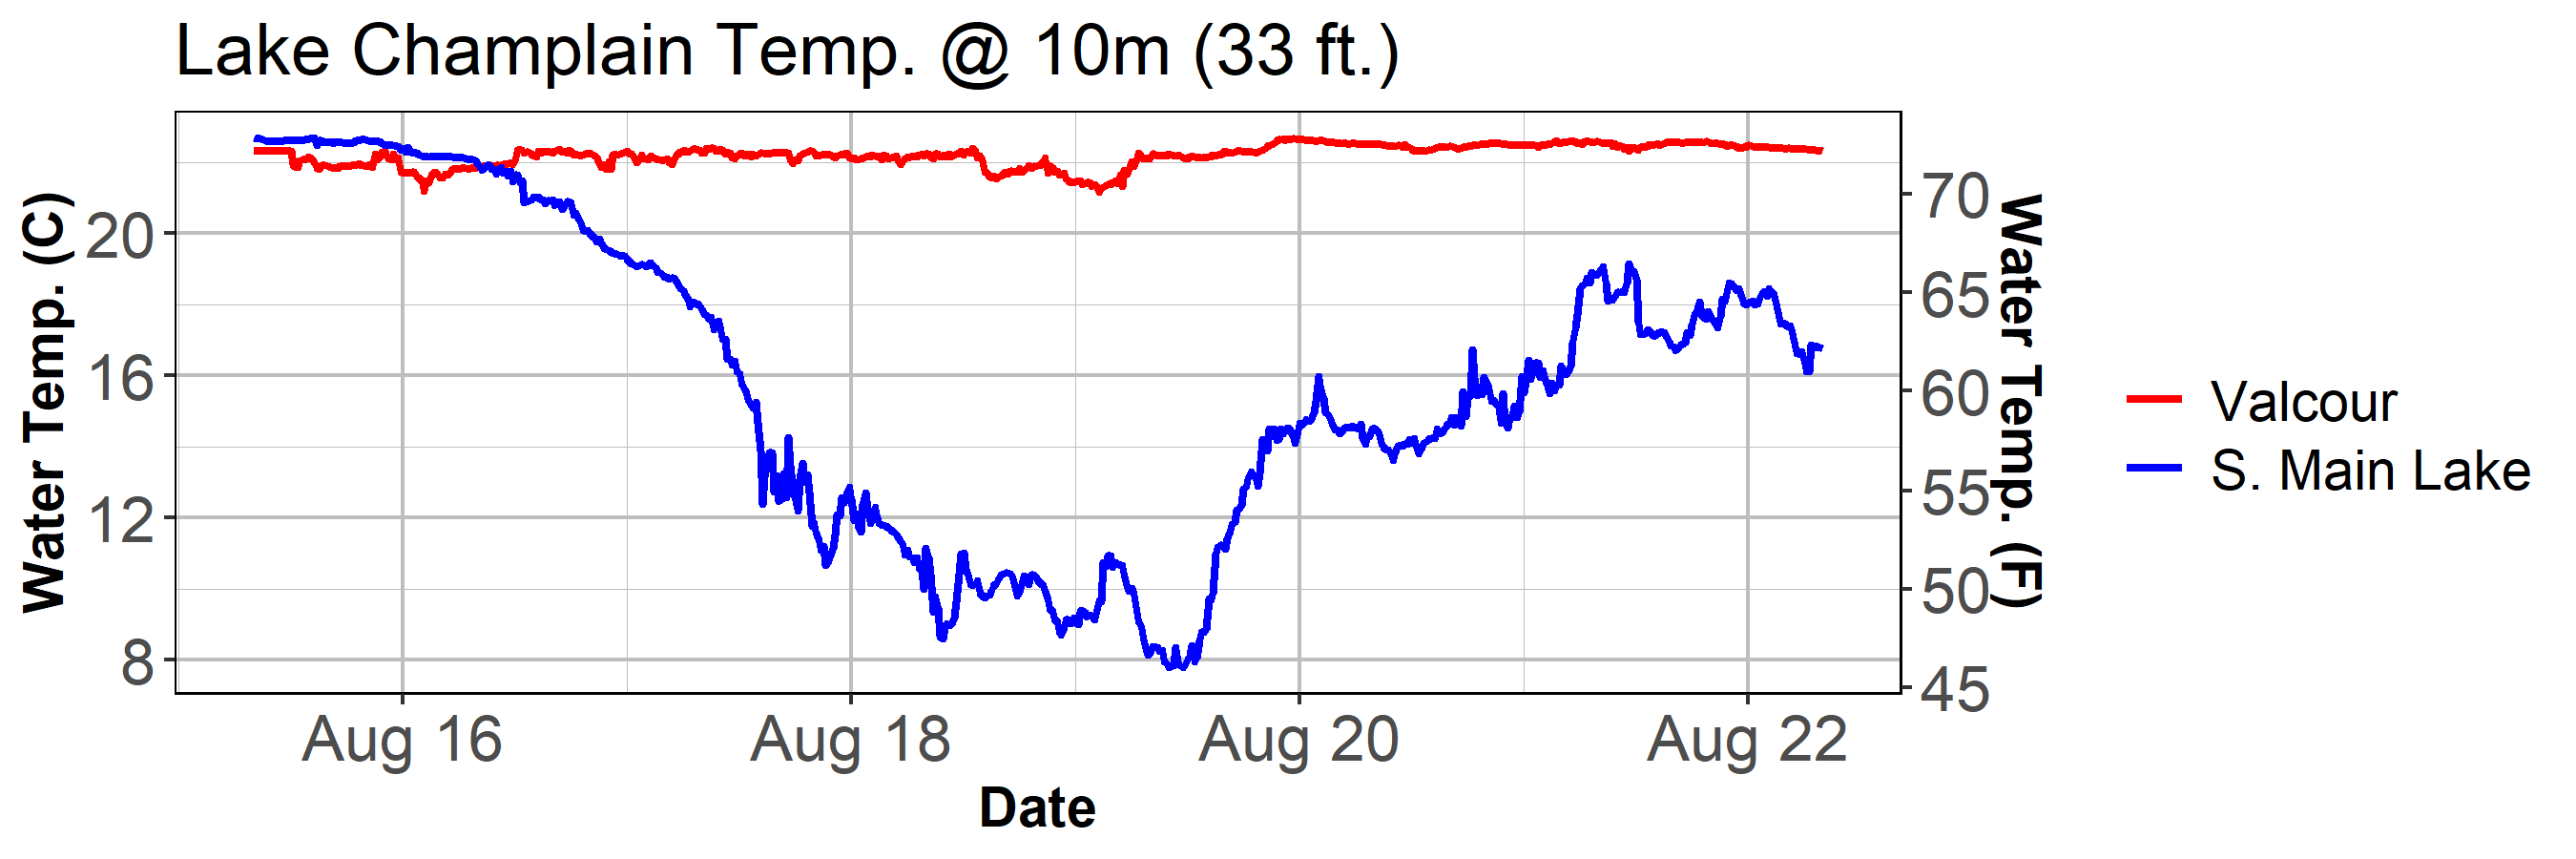 Lake Champlain Temp. @ 10m (33 ft.)
Water Temp. (C)
20
16
12
8
70
65
60
55
50
45
Water Temp. (F)
Aug 16
Aug 18
Aug 20
Aug 22
Date
Valcour
S. Main Lake